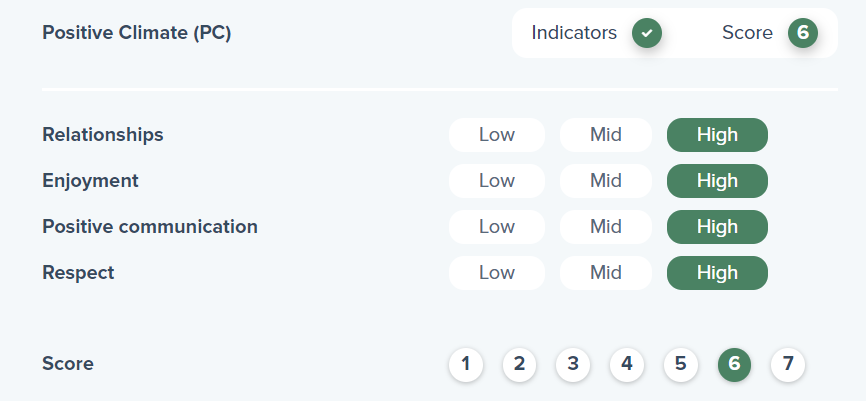 Positive Climate (PC) Indicators Score 6
Relationships Low Mid High
Enjoyment Low Mid High
Positive communication Low Mid High
Respect Low Mid High
Score 1 2 3 4 5 6 7